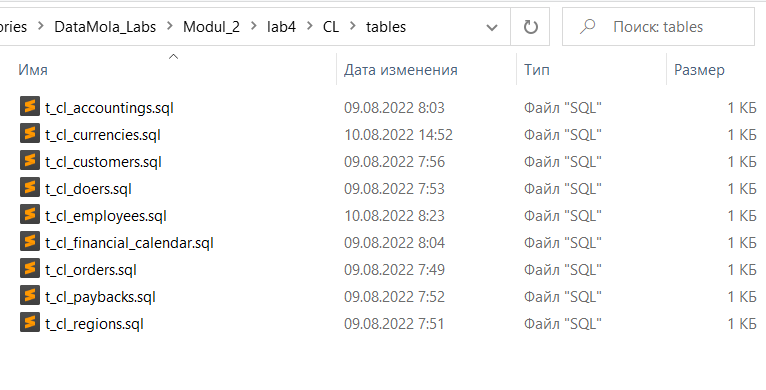 ories > DataMola_Labs > Modul_2 > lab4 > CL > tables Поиск: tables
Имя Дата изменения Тип Размер
t_cl_accountings.sql 09.08.2022 8:03 Файл "SQL" 1 КБ
t_cl_currencies.sql 10.08.2022 14:52 Файл "SQL" 1 КБ
t_cl_customers.sql 09.08.2022 7:56 Файл "SQL" 1 КБ
t_cl_doers.sql 09.08.2022 7:53 Файл "SQL" 1 КБ
t_cl_employees.sql 10.08.2022 8:23 Файл "SQL" 1 КБ
t_cl_financial_calendar.sql 09.08.2022 8:04 Файл "SQL" 1 КБ
t_cl_orders.sql 09.08.2022 7:49 Файл "SQL" 1 КБ
t_cl_paybacks.sql 09.08.2022 7:52 Файл "SQL" 1 КБ
t_cl_regions.sql 09.08.2022 7:51 Файл "SQL" 1 КБ